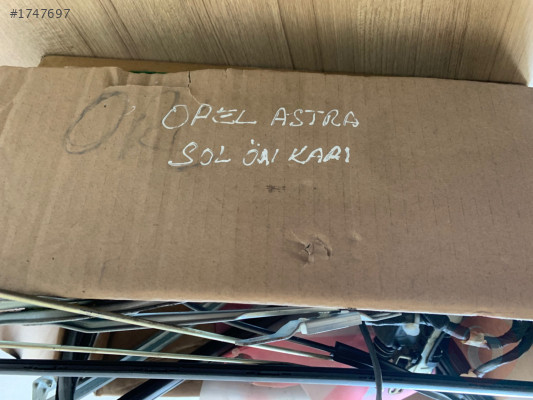 #1747697
OPEL ASTRA
SOL ÖN KAPI